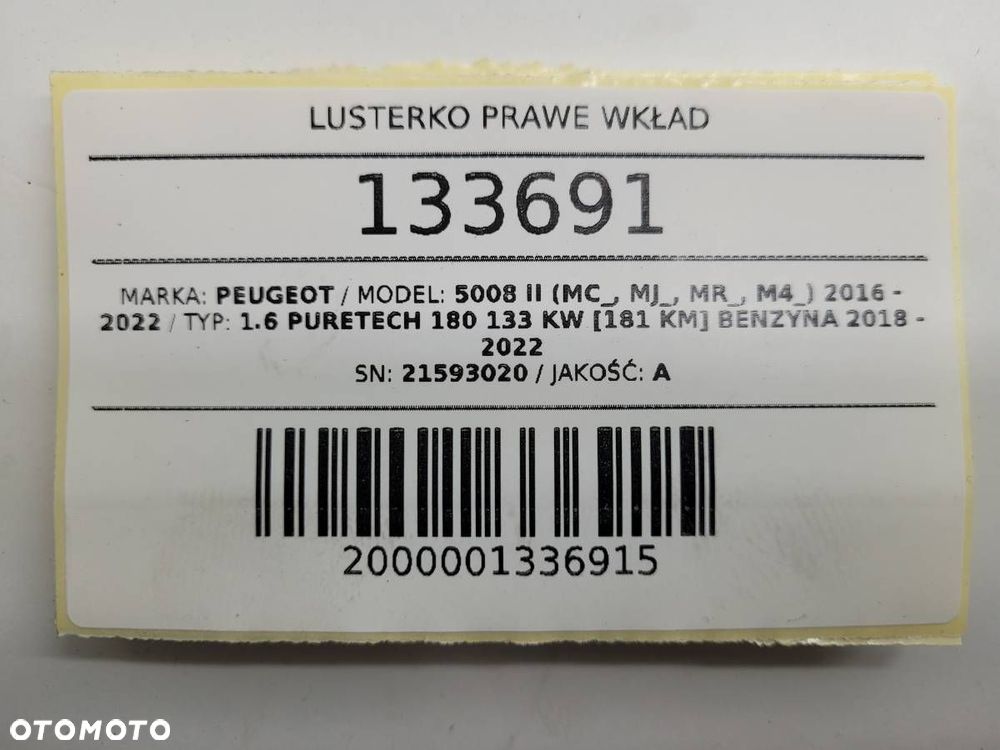 LUSTERKO PRAWE WKŁAD
133691
MARKA: PEUGEOT / MODEL: 5008 II (MC_, MJ_, MR_, M4_) 2016 -
2022 / TYP: 1.6 PURETECH 180 133 KW [181 KM] BENZYNA 2018 -
2022
SN: 21593020 / JAKOŚĆ: A
2000001336915
OTOMOTO